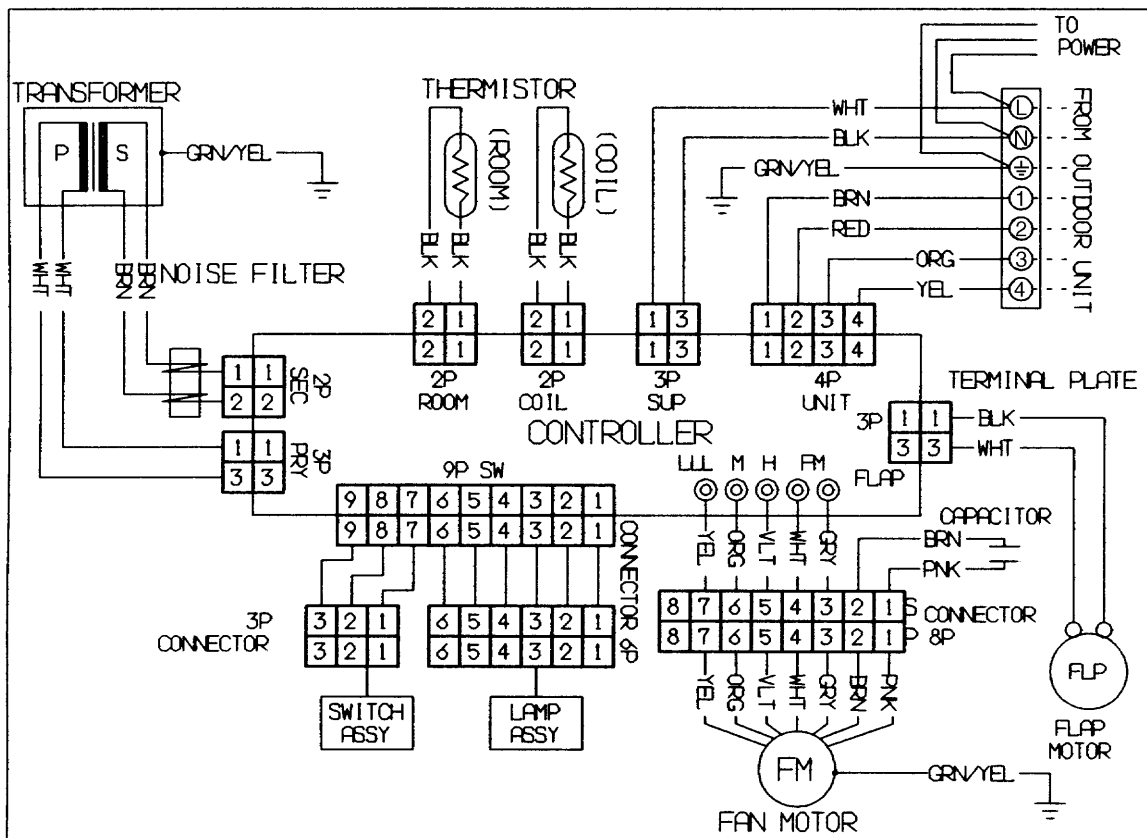 TO
POWER
TRANSFORMER
P S
GRN/YEL
THERMISTOR
(ROOM)
(COIL)
WHT
BLK
GRN/YEL
BRN
RED
ORG
YEL
L
N
1
2
3
4
FROM OUTDOOR UNIT
WHT
WHT
BRN
BRN
NOISE FILTER
BLK
BLK
BLK
BLK
2 1
2 1
2P
ROOM
2 1
2 1
2P
COIL
1 3
1 3
3P
SUP
1 2 3 4
1 2 3 4
4P
UNIT
TERMINAL PLATE
1 1
2 2
2P
SEC
1 1
3 3
3P
PRY
CONTROLLER
3P
1 1
3 3
FLAP
BLK
WHT
9P SW
9 8 7 6 5 4 3 2 1
9 8 7 6 5 4 3 2 1
LLL M H FM
YEL
ORG
VLT
WHT
GRY
CAPACITOR
BRN
PNK
3P
CONNECTOR
3 2 1
3 2 1
6 5 4 3 2 1
6 5 4 3 2 1
CONNECTOR 6P
8 7 6 5 4 3 2 1 S
8 7 6 5 4 3 2 1 P
CONNECTOR
8P
SWITCH
ASSY
LAMP
ASSY
YEL
ORG
VLT
WHT
GRY
BRN
PNK
FM
FAN MOTOR
GRN/YEL
FLP
FLAP
MOTOR